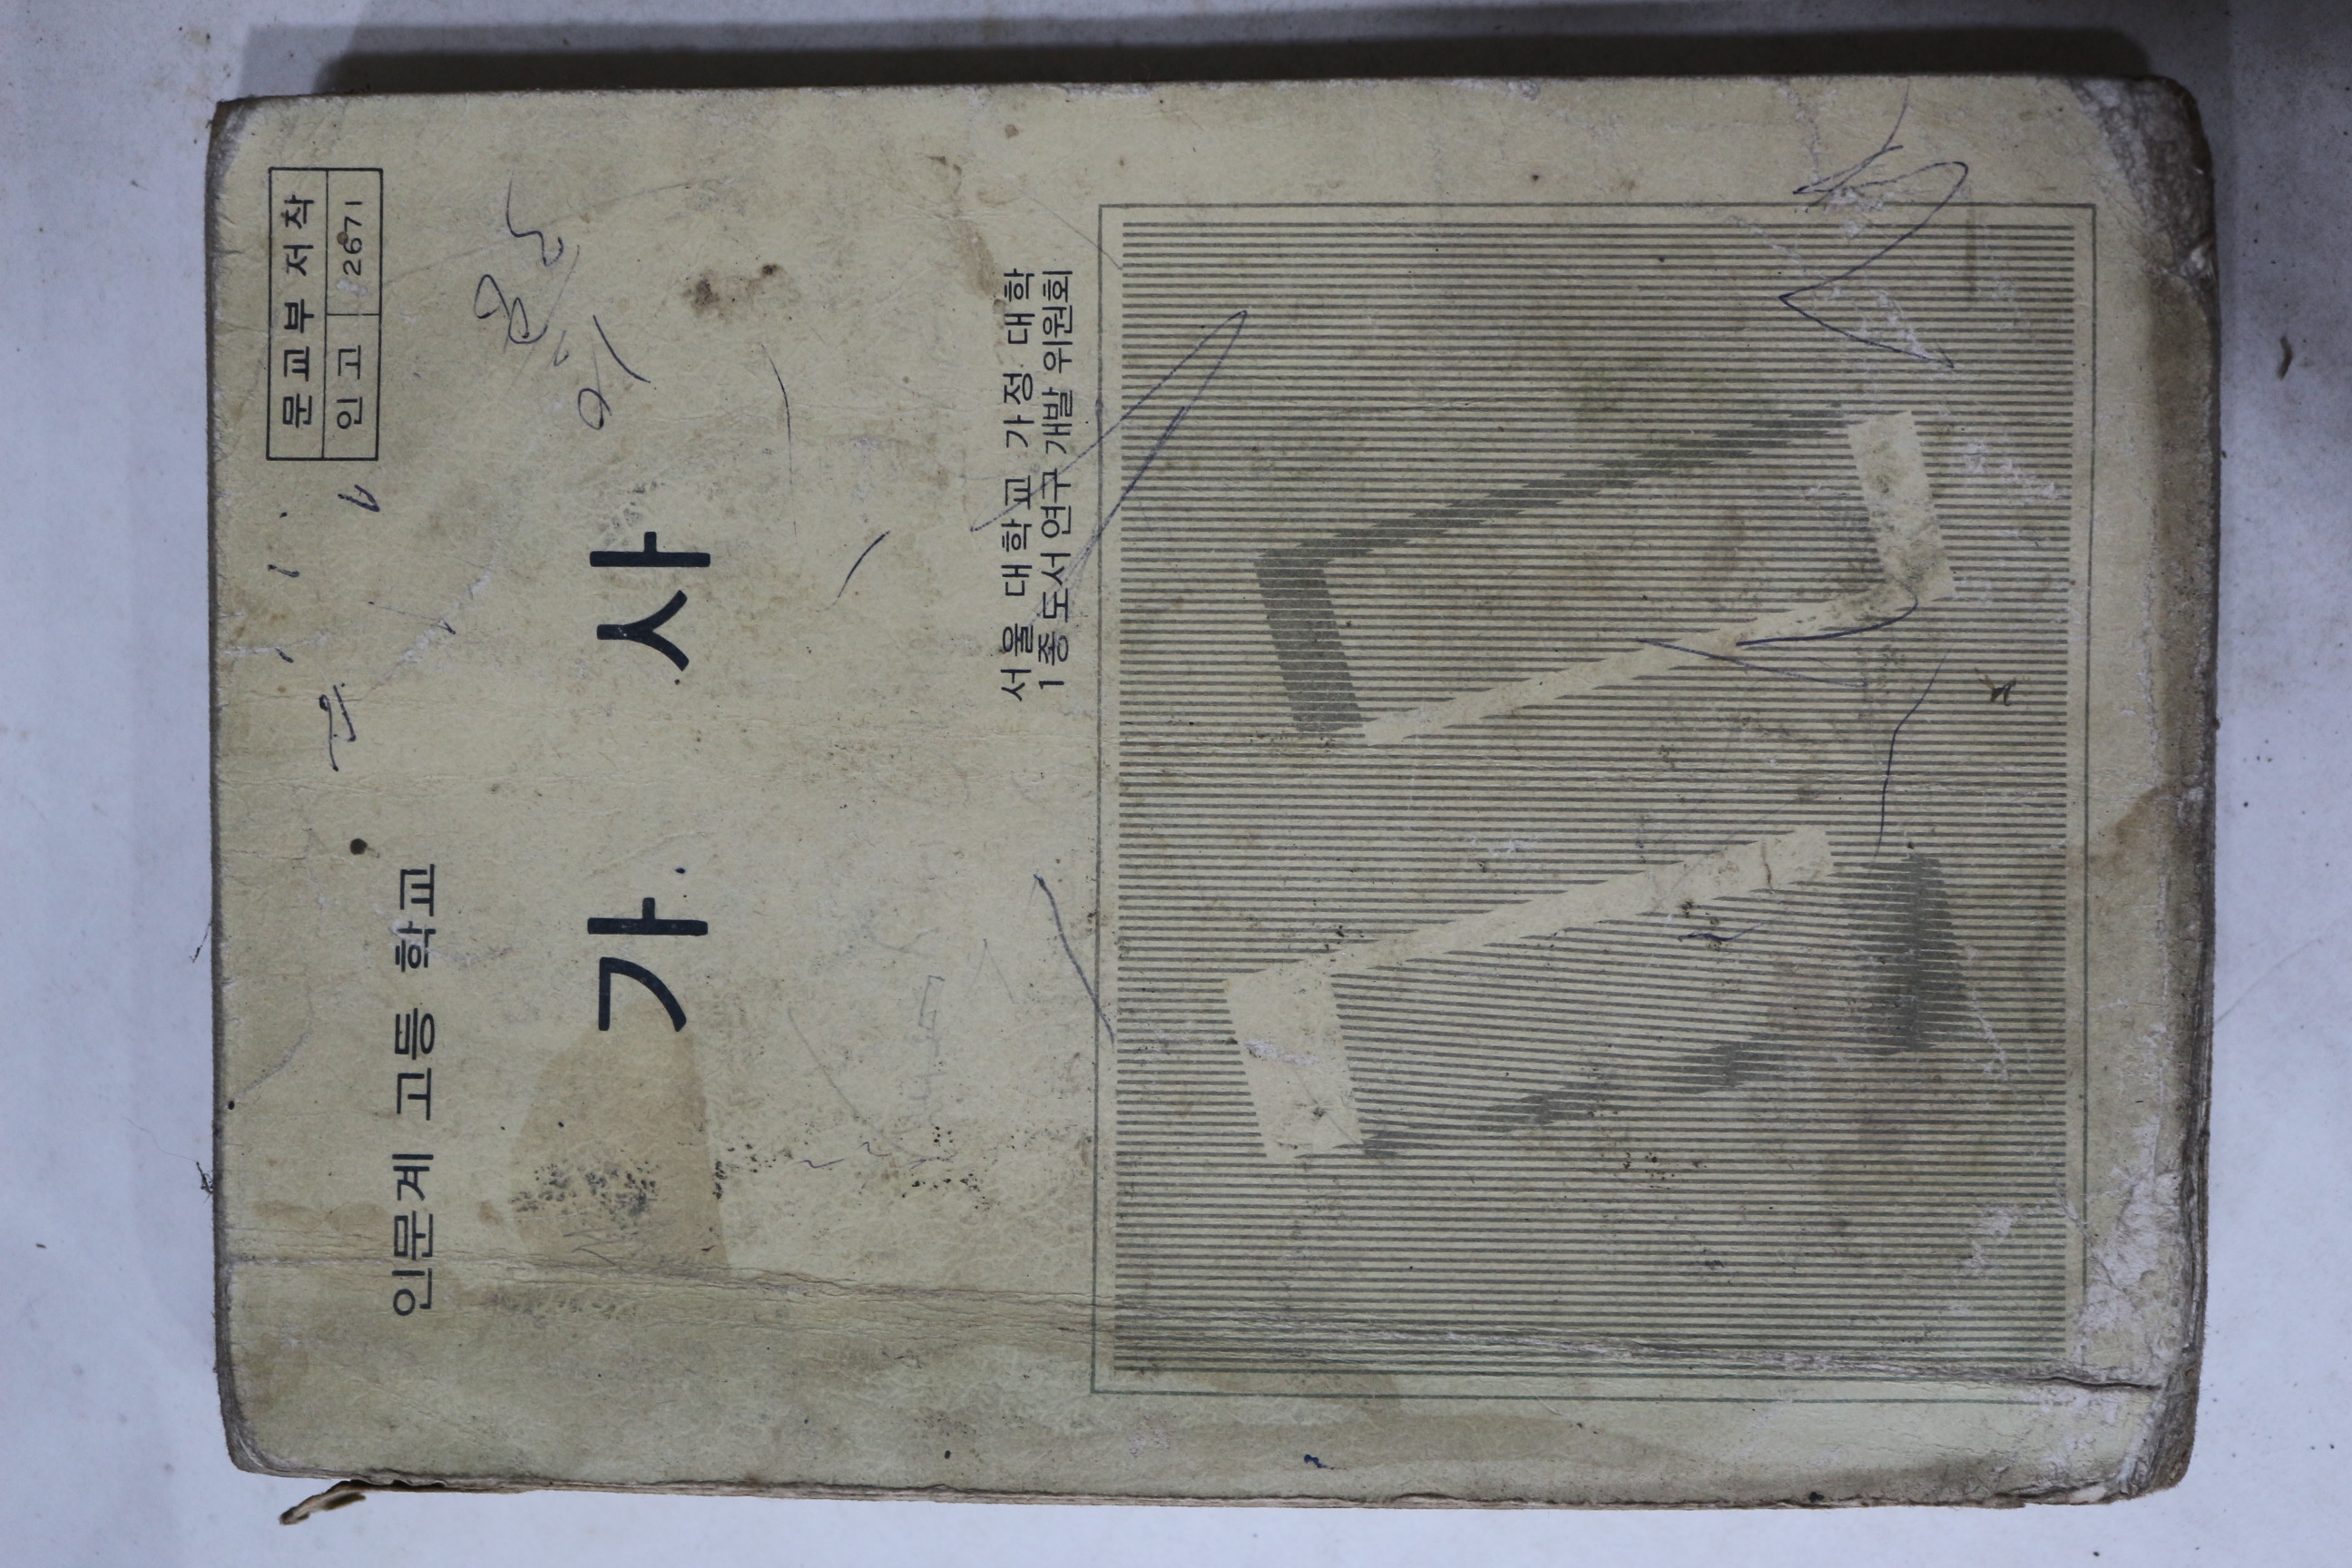 문교부 저작
인고 2671
인문계 고등 학교
가 사
서울 대학교 가정 대학
1종 도서 연구 개발 위원회